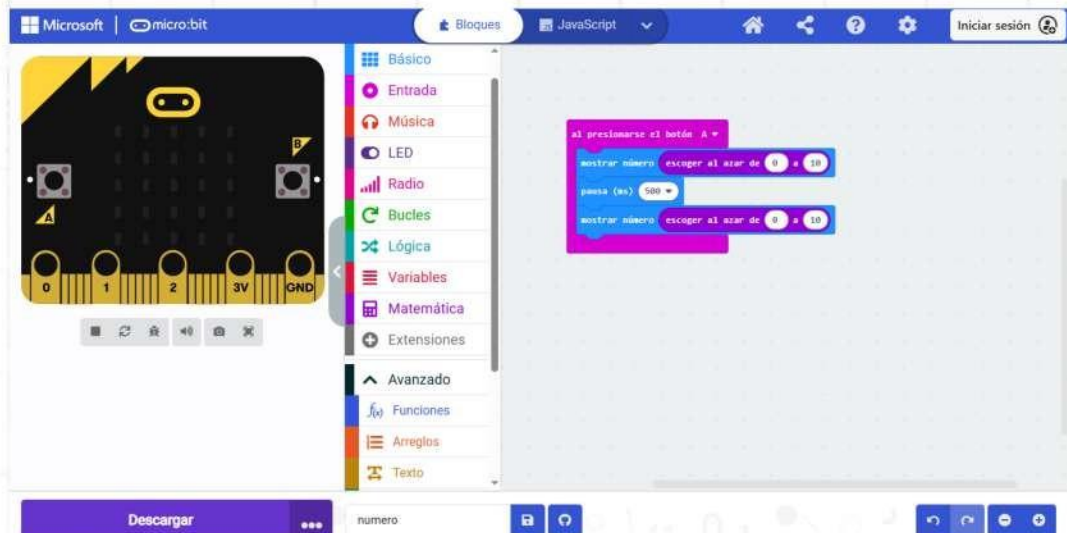 Microsoft | micro:bit
Bloques
JavaScript
Iniciar sesión
B
A
0 1 2 3V GND
Básico
Entrada
Música
LED
Radio
Bucles
Lógica
Variables
Matemática
Extensiones
Avanzado
f(x) Funciones
Arreglos
Texto
al presionarse el botón A
mostrar número escoger al azar de 0 a 10
pausa (ms) 500
mostrar número escoger al azar de 0 a 10
Descargar
numero